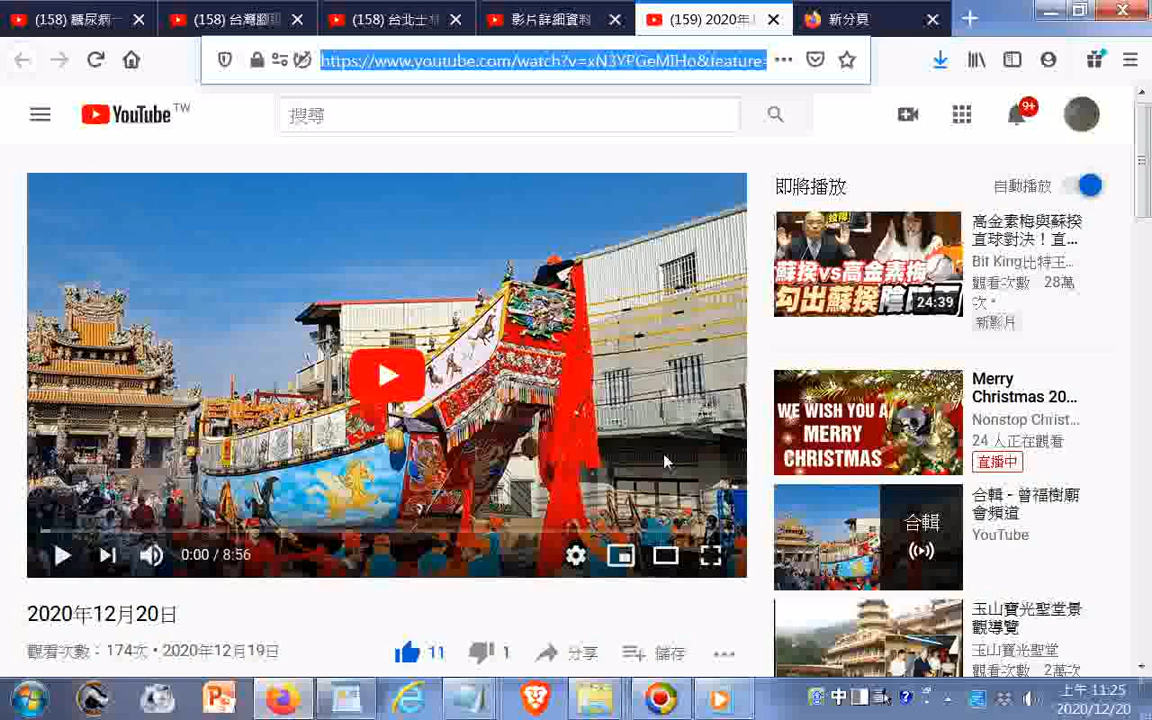 (158) 糖尿病一
(158) 台灣腳
(158) 台北士林
影片詳細資料
(159) 2020年
新分頁
https://www.youtube.com/watch?v=xN3YPGeMIHo&feature=
YouTube TW
搜尋
9+
即將播放
自動播放
高金素梅與蘇揆
直球對決！直...
Bit King比特王...
觀看次數：28萬
次・
新影片
蘇揆vs高金素梅
24:39
Merry
Christmas 20...
Nonstop Christ...
24 人正在觀看
直播中
WE WISH YOU A
MERRY
CHRISTMAS
合輯 - 曾福樹廟
會頻道
YouTube
合輯
玉山寶光聖堂景
觀導覽
玉山寶光聖堂
觀看次數：2萬次
0:00 / 8:56
2020年12月20日
觀看次數：174次・2020年12月19日
11
1
分享
儲存
中
上午 11:25
2020/12/20